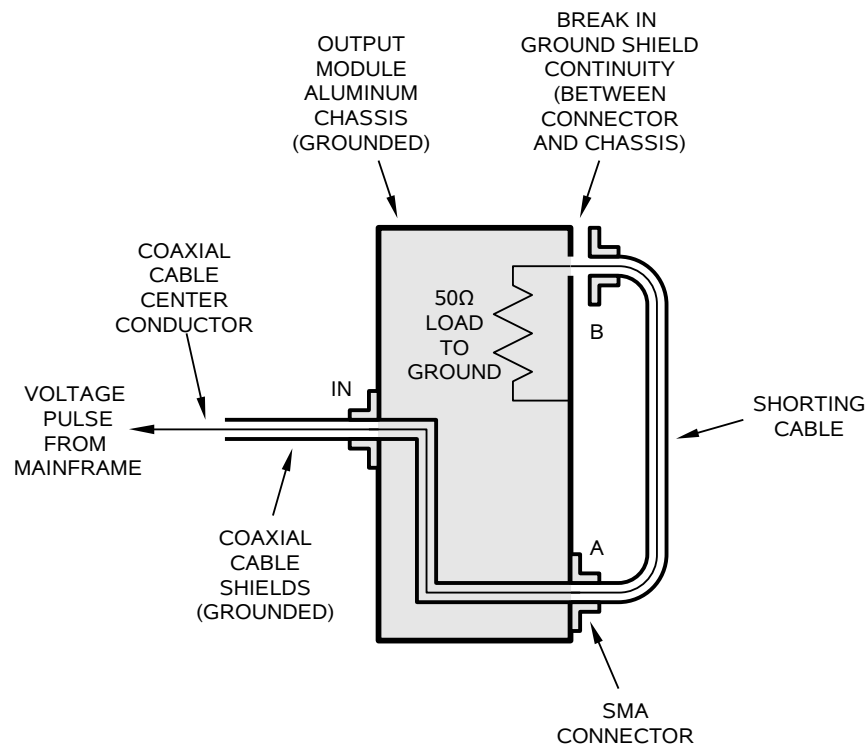 OUTPUT
MODULE
ALUMINUM
CHASSIS
(GROUNDED)
BREAK IN
GROUND SHIELD
CONTINUITY
(BETWEEN
CONNECTOR
AND CHASSIS)
COAXIAL
CABLE
CENTER
CONDUCTOR
50Ω
LOAD
TO
GROUND
B
IN
VOLTAGE
PULSE
FROM
MAINFRAME
SHORTING
CABLE
COAXIAL
CABLE
SHIELDS
(GROUNDED)
A
SMA
CONNECTOR